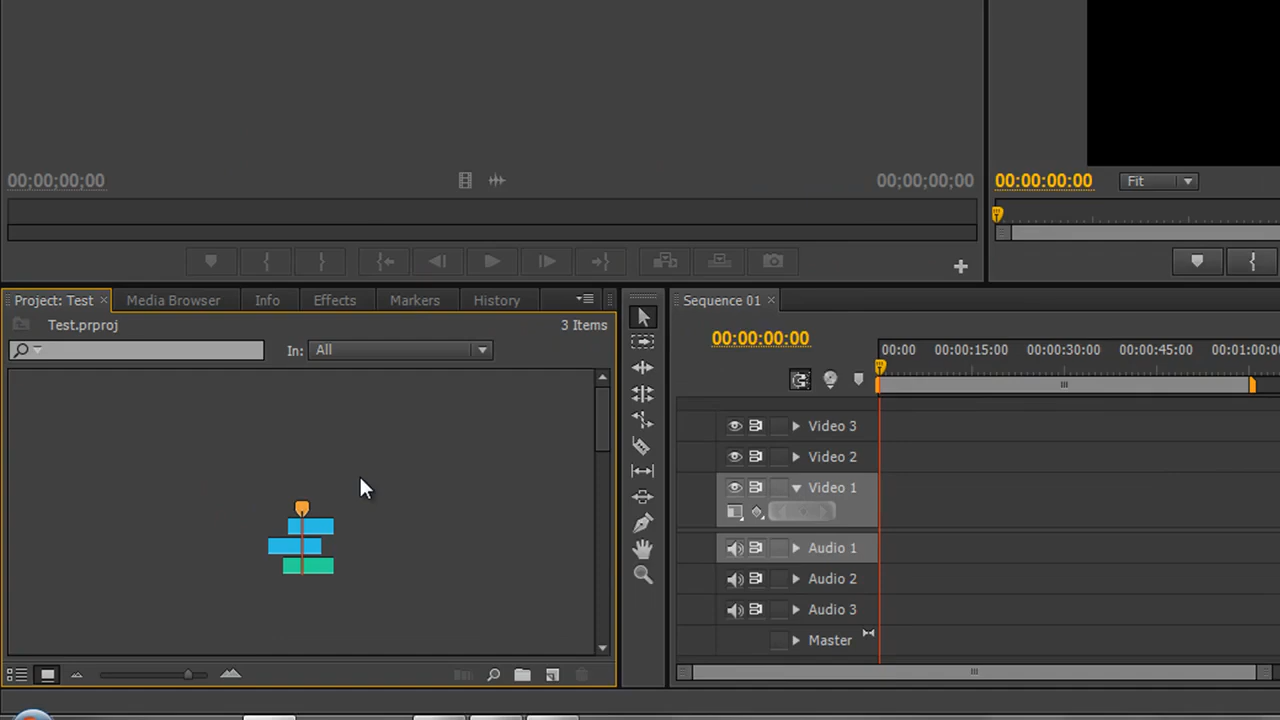 00;00;00;00
00;00;00;00
00:00:00:00
Fit
Project: Test
Media Browser
Info
Effects
Markers
History
Test.prproj
3 Items
In:
All
Sequence 01
00:00:00:00
00:00
00:00:15:00
00:00:30:00
00:00:45:00
00:01:00:0
Video 3
Video 2
Video 1
Audio 1
Audio 2
Audio 3
Master